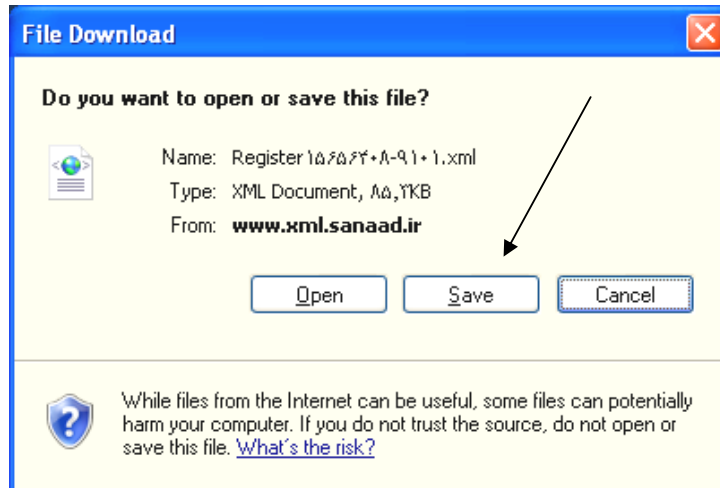 File Download
Do you want to open or save this file?
Name: Register۱۵۶۵۶۴۰۸-۹۱۰۱.xml
Type: XML Document, ۸۵,۲KB
From: www.xml.sanaad.ir
Open
Save
Cancel
While files from the Internet can be useful, some files can potentially
harm your computer. If you do not trust the source, do not open or
save this file. What's the risk?